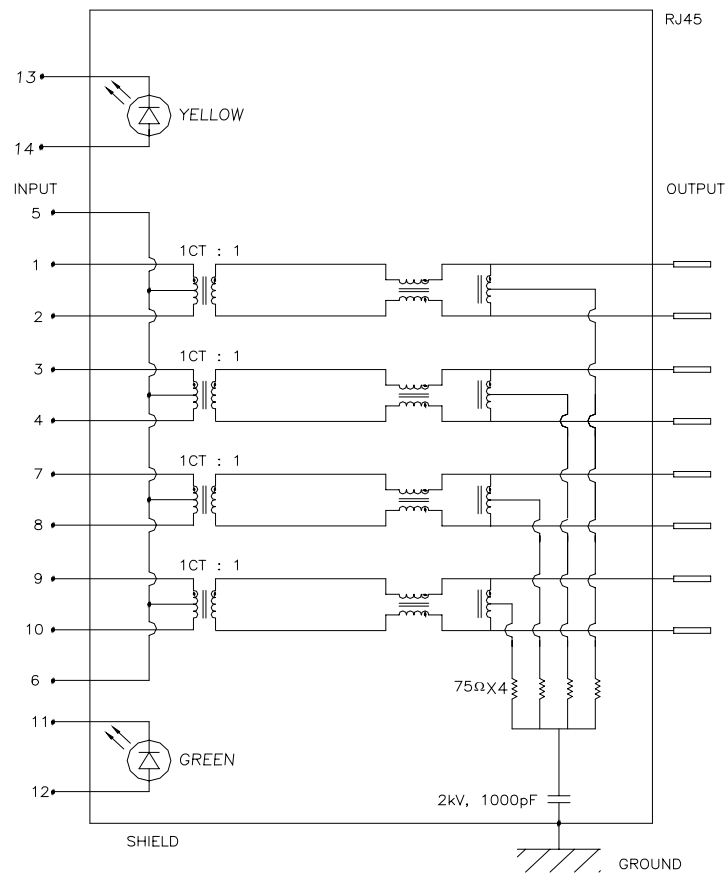 RJ45
13
YELLOW
14
INPUT
OUTPUT
5
1CT : 1
1
2
1CT : 1
3
4
1CT : 1
7
8
1CT : 1
9
10
6
75ΩX4
11
GREEN
12
2kV, 1000pF
SHIELD
GROUND